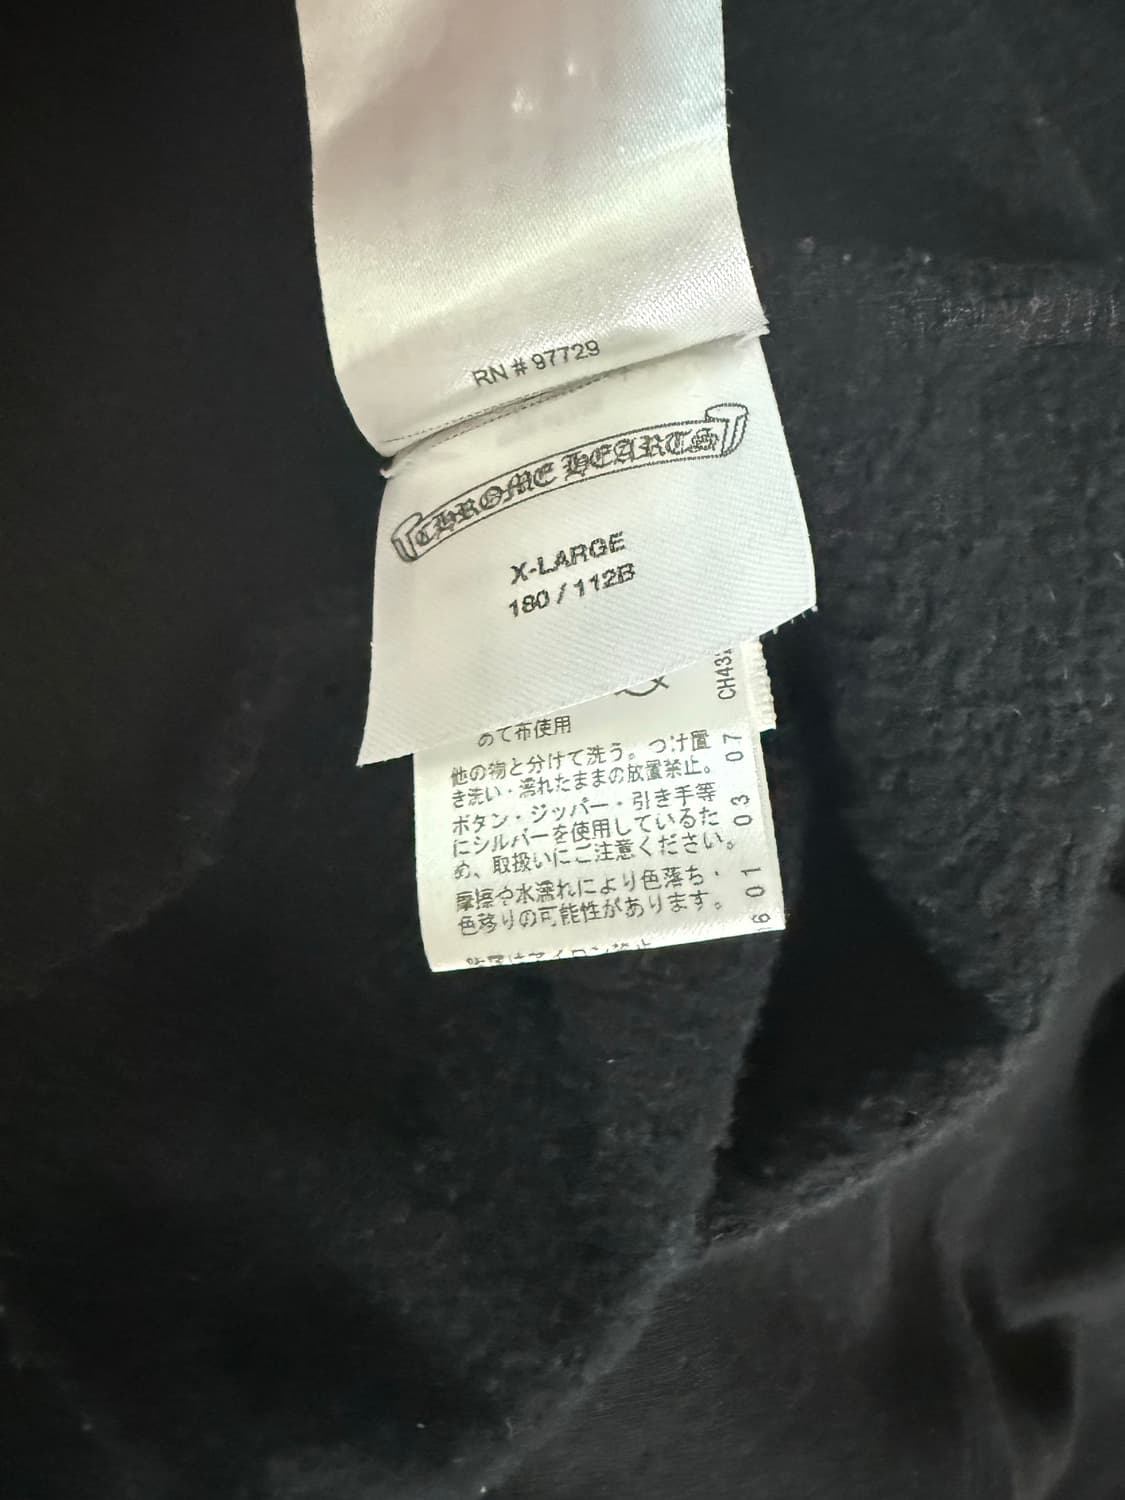 RN # 97729
CHROME HEARTS
X-LARGE
180 / 112B
めて布使用
他の物と分けて洗う。つけ置
き洗い・濡れたままの放置禁止。
ボタン・ジッパー・引き手等
にシルバーを使用しているた
め、取扱いにご注意ください。
摩擦や水濡れにより色落ち・
色移りの可能性があります。
01 03 07